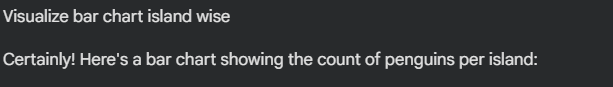 Visualize bar chart island wise
Certainly! Here's a bar chart showing the count of penguins per island: